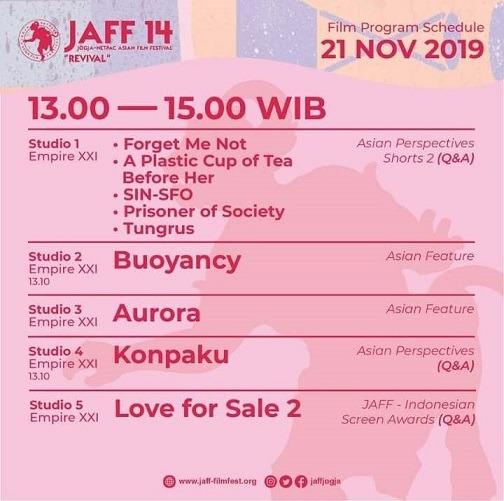 JAFF 14
JOGJA-NETPAC ASIAN FILM FESTIVAL
"REVIVAL"
Film Program Schedule
21 NOV 2019
13.00 — 15.00 WIB
Studio 1
Empire XXI
• Forget Me Not
• A Plastic Cup of Tea
Before Her
• SIN-SFO
• Prisoner of Society
• Tungrus
Asian Perspectives
Shorts 2 (Q&A)
Studio 2
Empire XXI
13.10
Buoyancy
Asian Feature
Studio 3
Empire XXI
Aurora
Asian Feature
Studio 4
Empire XXI
13.10
Konpaku
Asian Perspectives
(Q&A)
Studio 5
Empire XXI
Love for Sale 2
JAFF - Indonesian
Screen Awards (Q&A)
www.jaff-filmfest.org
jaffjogja